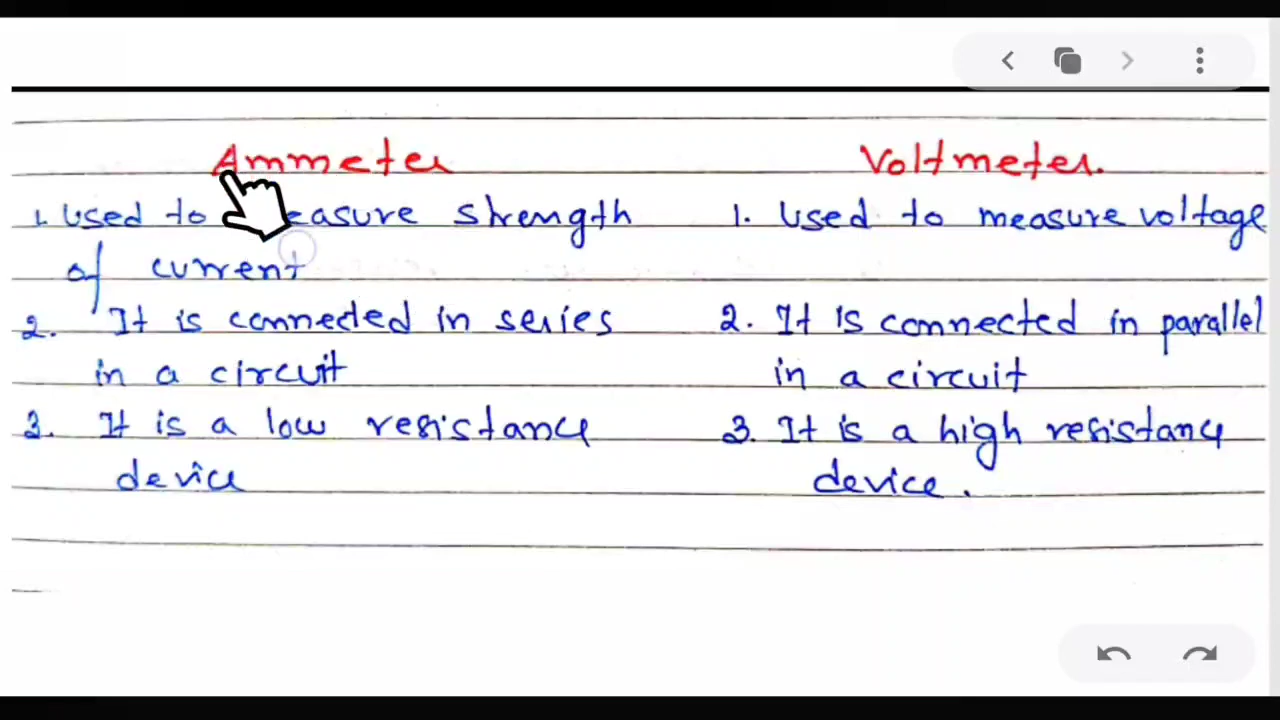 Ammeter
1. Used to measure strength
of current
2. It is connected in series
in a circuit
3. It is a low resistance
device
Voltmeter.
1. Used to measure voltage
2. It is connected in parallel
in a circuit
3. It is a high resistance
device.